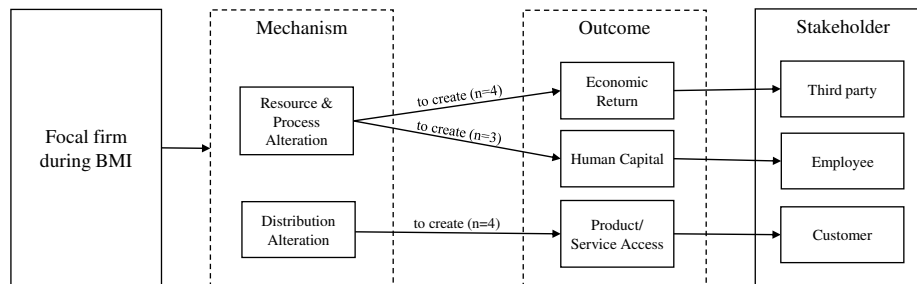 Mechanism
Outcome
Stakeholder
Focal firm
during BMI
Resource &
Process
Alteration
to create (n=4)
to create (n=3)
Economic
Return
Third party
Human Capital
Employee
Distribution
Alteration
to create (n=4)
Product/
Service Access
Customer